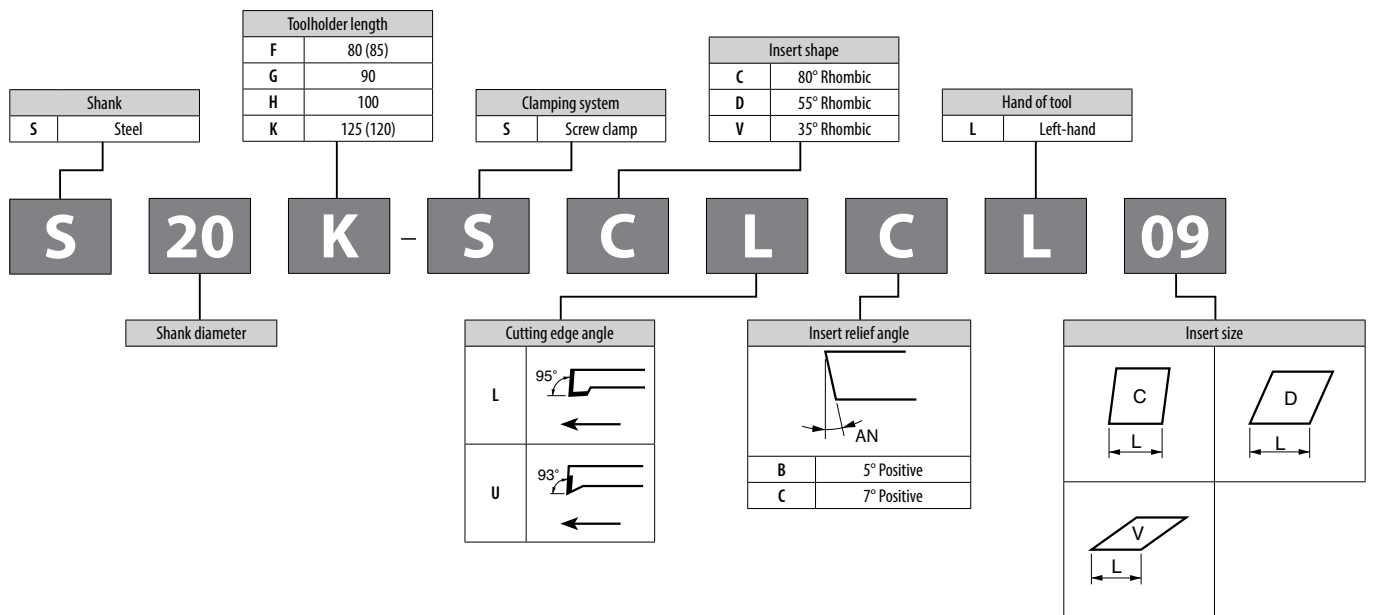 Toolholder length
F 80 (85)
G 90
H 100
K 125 (120)
Shank
S Steel
Clamping system
S Screw clamp
Insert shape
C 80° Rhombic
D 55° Rhombic
V 35° Rhombic
Hand of tool
L Left-hand
S 20 K – S C L C L 09
Shank diameter
Cutting edge angle
L 95°
U 93°
Insert relief angle
AN
B 5° Positive
C 7° Positive
Insert size
C D
L L
V
L